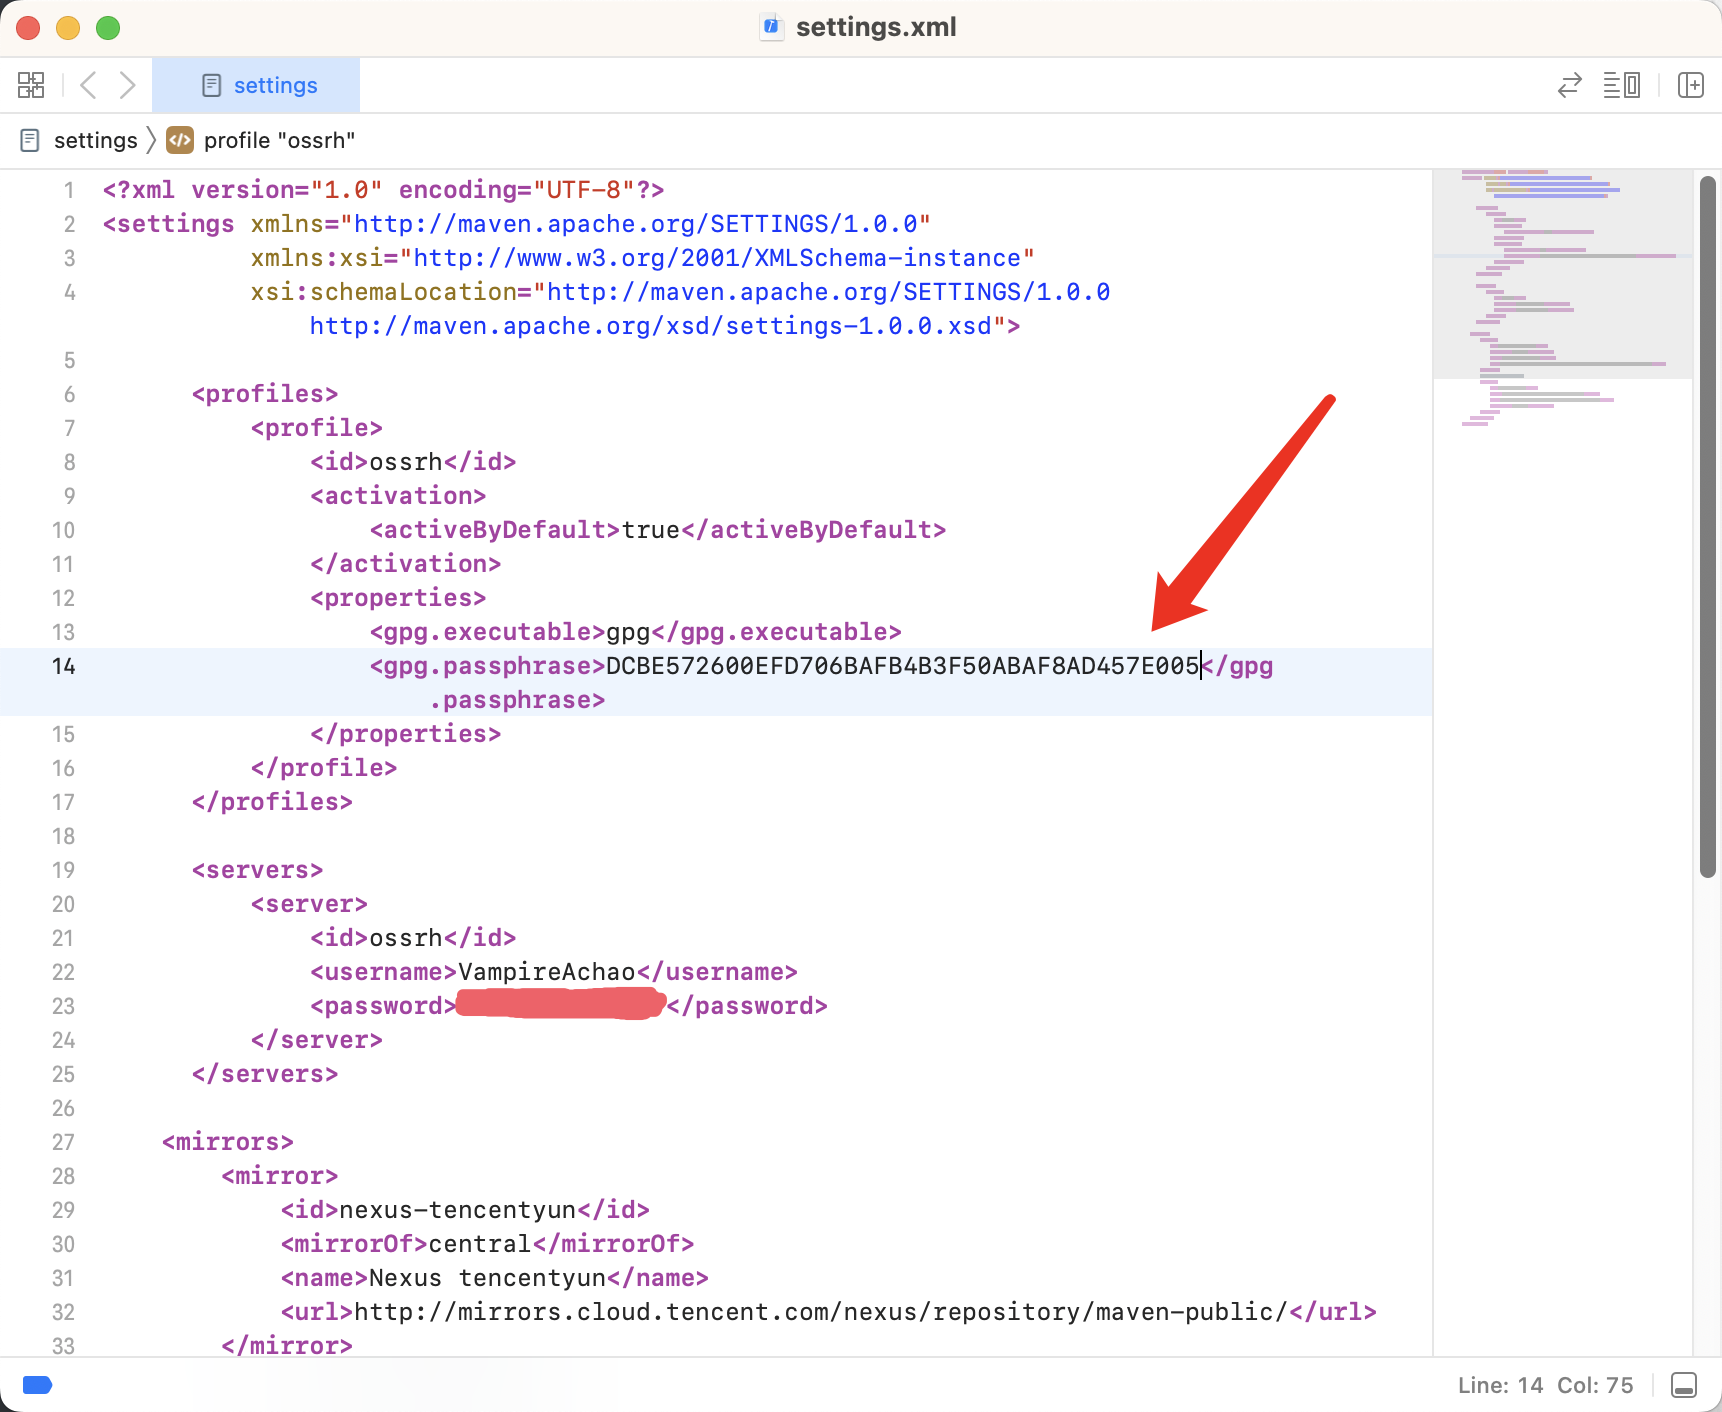 settings.xml
settings
settings profile "ossrh"
1 <?xml version="1.0" encoding="UTF-8"?>
2 <settings xmlns="http://maven.apache.org/SETTINGS/1.0.0"
3 xmlns:xsi="http://www.w3.org/2001/XMLSchema-instance"
4 xsi:schemaLocation="http://maven.apache.org/SETTINGS/1.0.0
http://maven.apache.org/xsd/settings-1.0.0.xsd">
5
6 <profiles>
7 <profile>
8 <id>ossrh</id>
9 <activation>
10 <activeByDefault>true</activeByDefault>
11 </activation>
12 <properties>
13 <gpg.executable>gpg</gpg.executable>
14 <gpg.passphrase>DCBE572600EFD706BAFB4B3F50ABAF8AD457E005</gpg
.passphrase>
15 </properties>
16 </profile>
17 </profiles>
18
19 <servers>
20 <server>
21 <id>ossrh</id>
22 <username>VampireAchao</username>
23 <password></password>
24 </server>
25 </servers>
26
27 <mirrors>
28 <mirror>
29 <id>nexus-tencentyun</id>
30 <mirrorOf>central</mirrorOf>
31 <name>Nexus tencentyun</name>
32 <url>http://mirrors.cloud.tencent.com/nexus/repository/maven-public/</url>
33 </mirror>
Line: 14 Col: 75